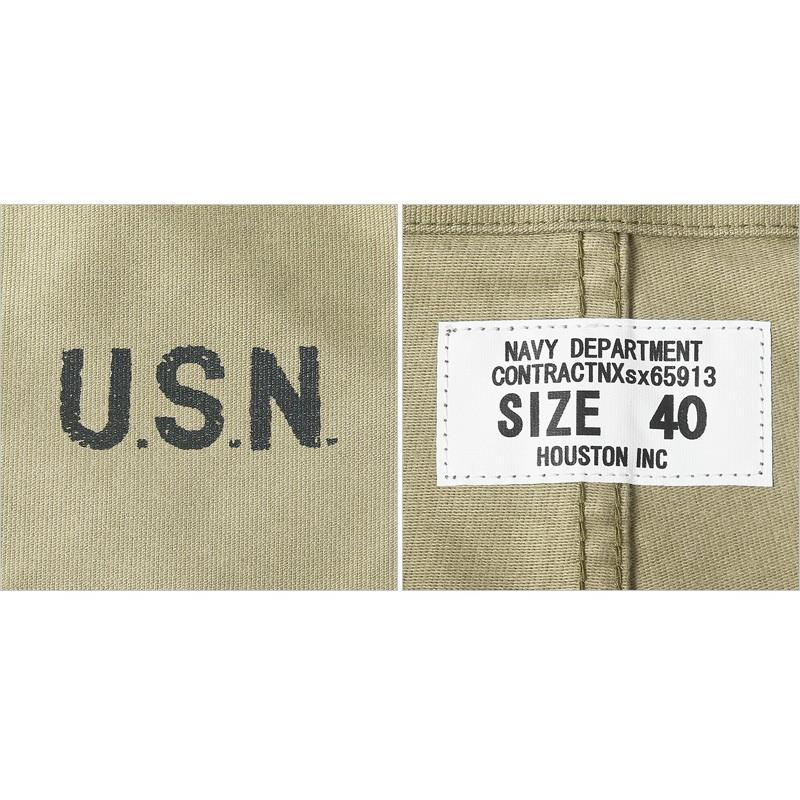 U.S.N.
NAVY DEPARTMENT
CONTRACTNXsx65913
SIZE 40
HOUSTON INC